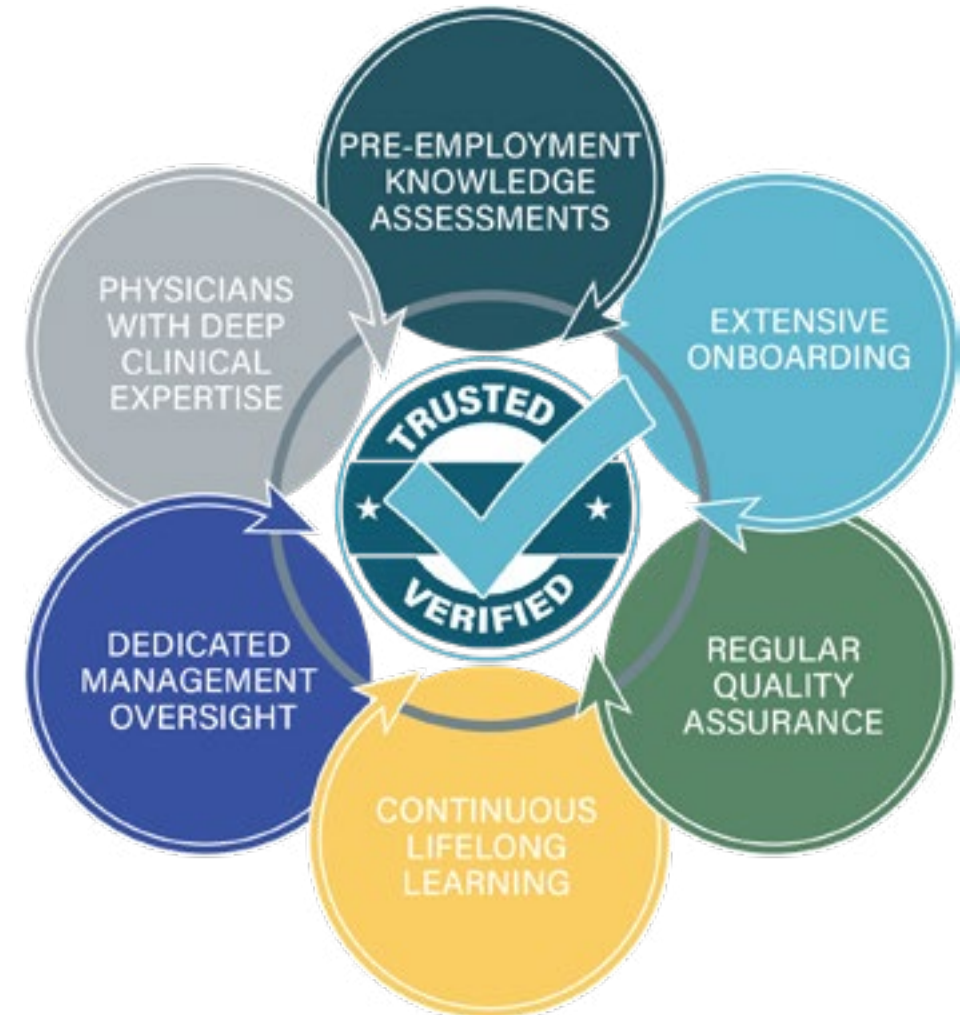 PRE-EMPLOYMENT
KNOWLEDGE
ASSESSMENTS
EXTENSIVE
ONBOARDING
REGULAR
QUALITY
ASSURANCE
CONTINUOUS
LIFELONG
LEARNING
DEDICATED
MANAGEMENT
OVERSIGHT
PHYSICIANS
WITH DEEP
CLINICAL
EXPERTISE
TRUSTED
VERIFIED